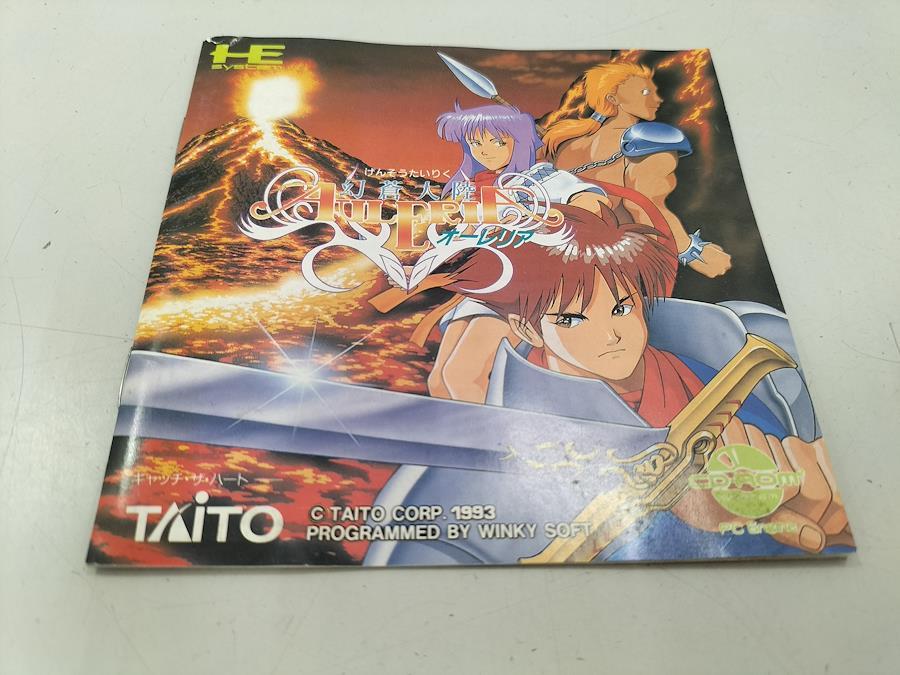 HE
SYSTEM
げんそうたいりく
幻蒼大陸
AULERIA
オーレリア
キャッチ・ザ・ハート
TAITO
© TAITO CORP. 1993
PROGRAMMED BY WINKY SOFT
CD-ROM²
SYSTEM
PC Engine